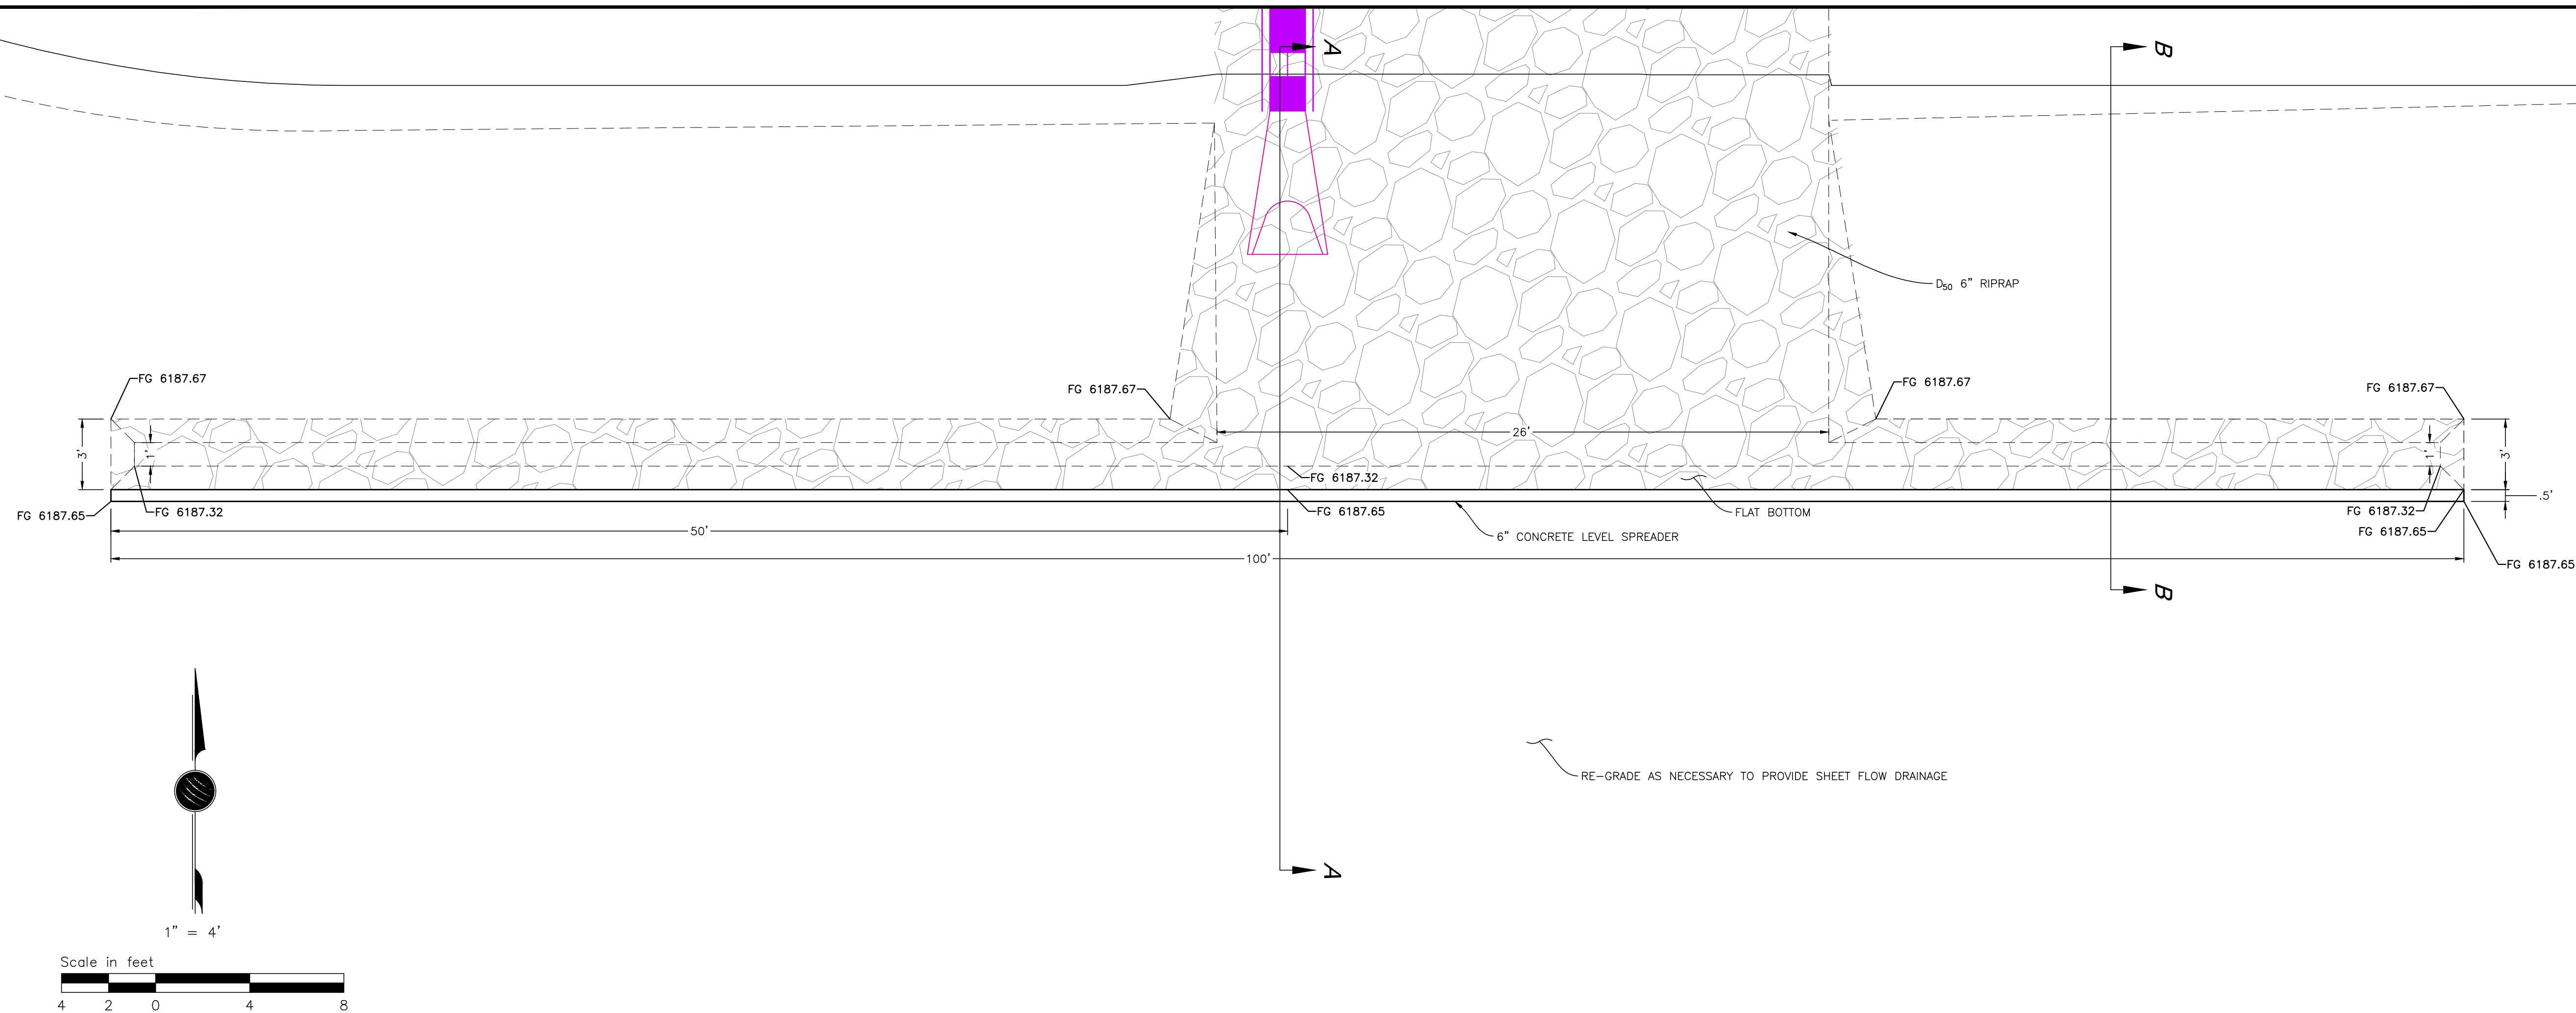 A
B
D50 6" RIPRAP
FG 6187.67
FG 6187.67
FG 6187.67
FG 6187.67
3'
1'
26'
1'
3'
FG 6187.32
FG 6187.65
FG 6187.32
FG 6187.65
FLAT BOTTOM
FG 6187.32
.5'
50'
6" CONCRETE LEVEL SPREADER
FG 6187.65
100'
FG 6187.65
B
RE-GRADE AS NECESSARY TO PROVIDE SHEET FLOW DRAINAGE
A
1" = 4'
Scale in feet
4 2 0 4 8